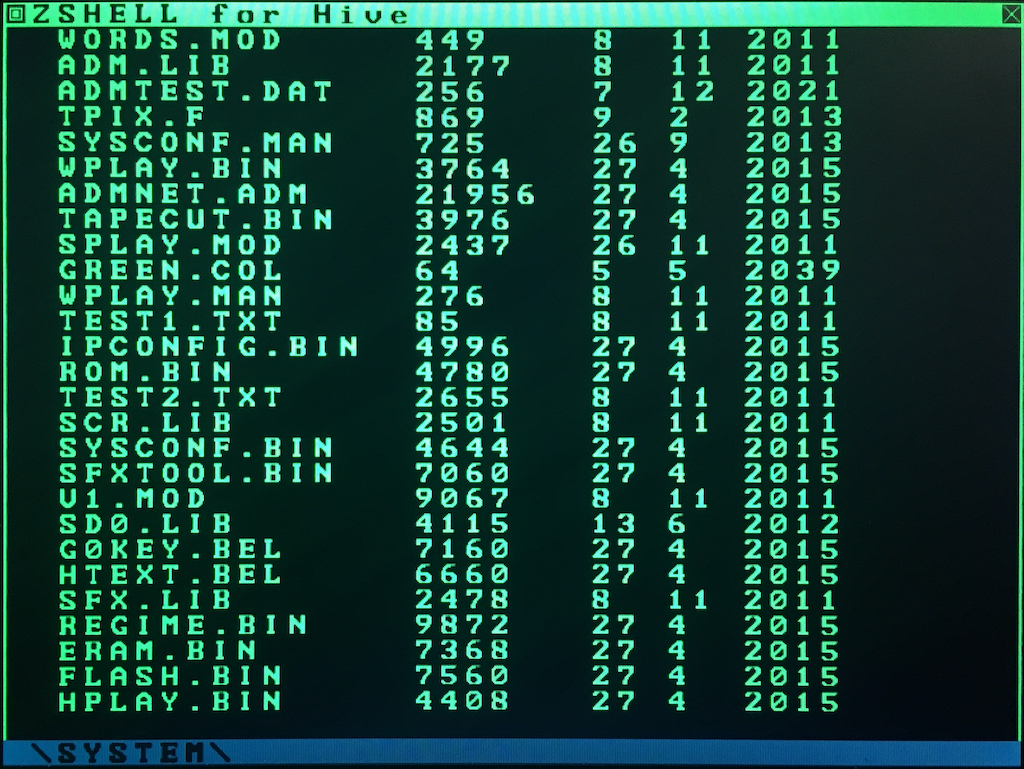 ZSHELL for Hive
WORDS.MOD 449 8 11 2011
ADM.LIB 2177 8 11 2011
ADMTEST.DAT 256 7 12 2021
TPIX.F 869 9 2 2013
SYSCONF.MAN 725 26 9 2013
WPLAY.BIN 3764 27 4 2015
ADMNET.ADM 21956 27 4 2015
TAPECUT.BIN 3976 27 4 2015
SPLAY.MOD 2437 26 11 2011
GREEN.COL 64 5 5 2039
WPLAY.MAN 276 8 11 2011
TEST1.TXT 85 8 11 2011
IPCONFIG.BIN 4996 27 4 2015
ROM.BIN 4780 27 4 2015
TEST2.TXT 2655 8 11 2011
SCR.LIB 2501 8 11 2011
SYSCONF.BIN 4644 27 4 2015
SFXTOOL.BIN 7060 27 4 2015
V1.MOD 9067 8 11 2011
SD0.LIB 4115 13 6 2012
G0KEY.BEL 7160 27 4 2015
HTEXT.BEL 6660 27 4 2015
SFX.LIB 2478 8 11 2011
REGIME.BIN 9872 27 4 2015
ERAM.BIN 7368 27 4 2015
FLASH.BIN 7560 27 4 2015
HPLAY.BIN 4408 27 4 2015
\SYSTEM\